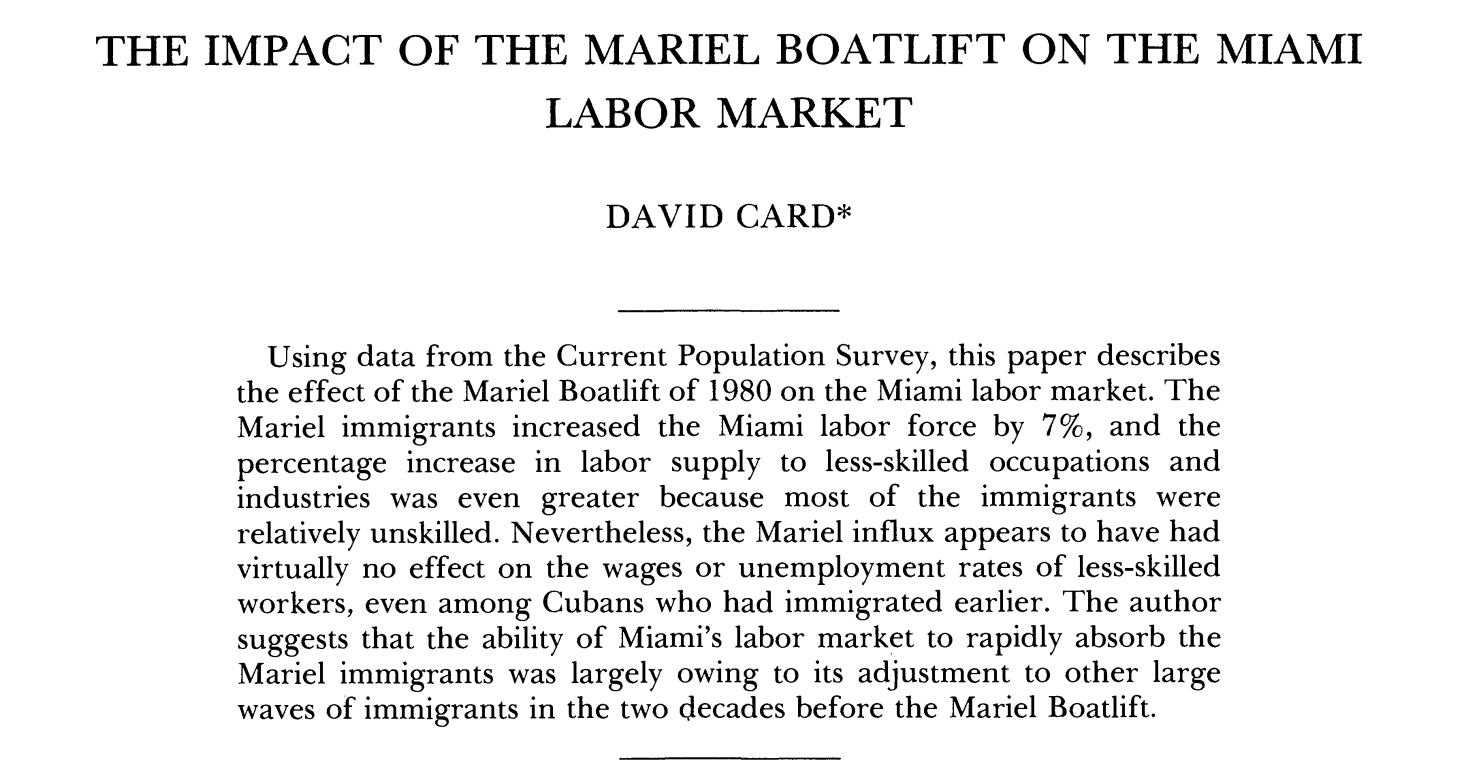 THE IMPACT OF THE MARIEL BOATLIFT ON THE MIAMI
LABOR MARKET
DAVID CARD*
Using data from the Current Population Survey, this paper describes
the effect of the Mariel Boatlift of 1980 on the Miami labor market. The
Mariel immigrants increased the Miami labor force by 7%, and the
percentage increase in labor supply to less-skilled occupations and
industries was even greater because most of the immigrants were
relatively unskilled. Nevertheless, the Mariel influx appears to have had
virtually no effect on the wages or unemployment rates of less-skilled
workers, even among Cubans who had immigrated earlier. The author
suggests that the ability of Miami's labor market to rapidly absorb the
Mariel immigrants was largely owing to its adjustment to other large
waves of immigrants in the two decades before the Mariel Boatlift.